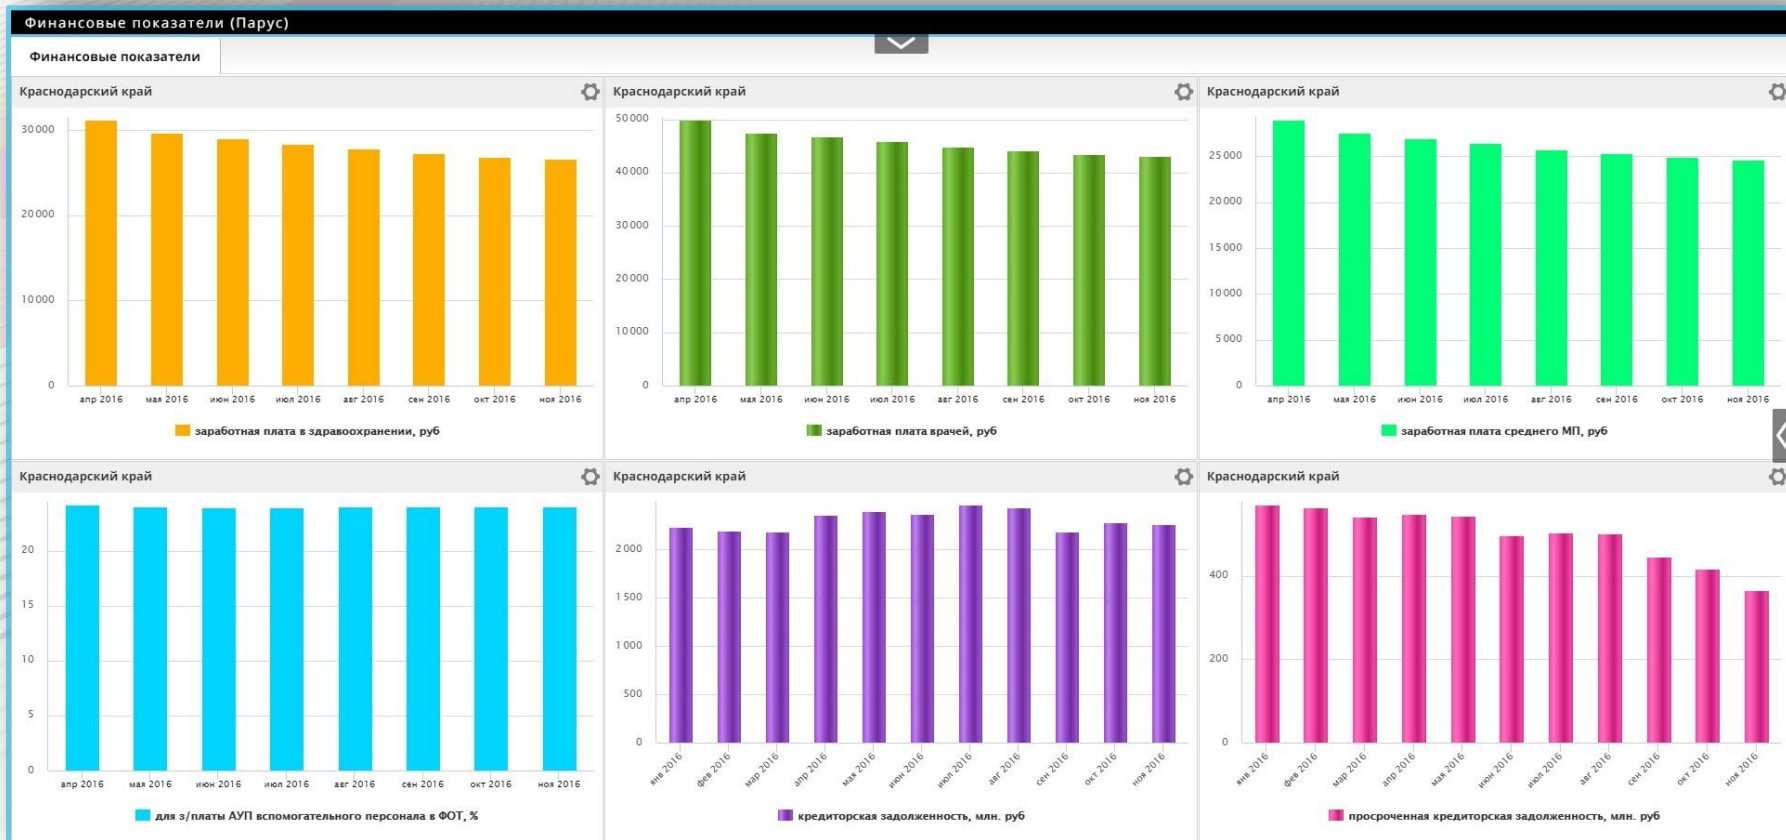 Финансовые показатели (Парус)
Финансовые показатели
Краснодарский край
30000
20000
10000
0
апр 2016 мая 2016 июн 2016 июл 2016 авг 2016 сен 2016 окт 2016 ноя 2016
заработная плата в здравоохранении, руб
Краснодарский край
50000
40000
30000
20000
10000
0
апр 2016 мая 2016 июн 2016 июл 2016 авг 2016 сен 2016 окт 2016 ноя 2016
заработная плата врачей, руб
Краснодарский край
25000
20000
15000
10000
5000
0
апр 2016 мая 2016 июн 2016 июл 2016 авг 2016 сен 2016 окт 2016 ноя 2016
заработная плата среднего МП, руб
Краснодарский край
20
15
10
5
0
апр 2016 мая 2016 июн 2016 июл 2016 авг 2016 сен 2016 окт 2016 ноя 2016
для з/платы АУП вспомогательного персонала в ФОТ, %
Краснодарский край
2000
1500
1000
500
0
янв 2016 фев 2016 мар 2016 апр 2016 мая 2016 июн 2016 июл 2016 авг 2016 сен 2016 окт 2016 ноя 2016
кредиторская задолженность, млн. руб
Краснодарский край
400
200
0
янв 2016 фев 2016 мар 2016 апр 2016 мая 2016 июн 2016 июл 2016 авг 2016 сен 2016 окт 2016 ноя 2016
просроченная кредиторская задолженность, млн. руб